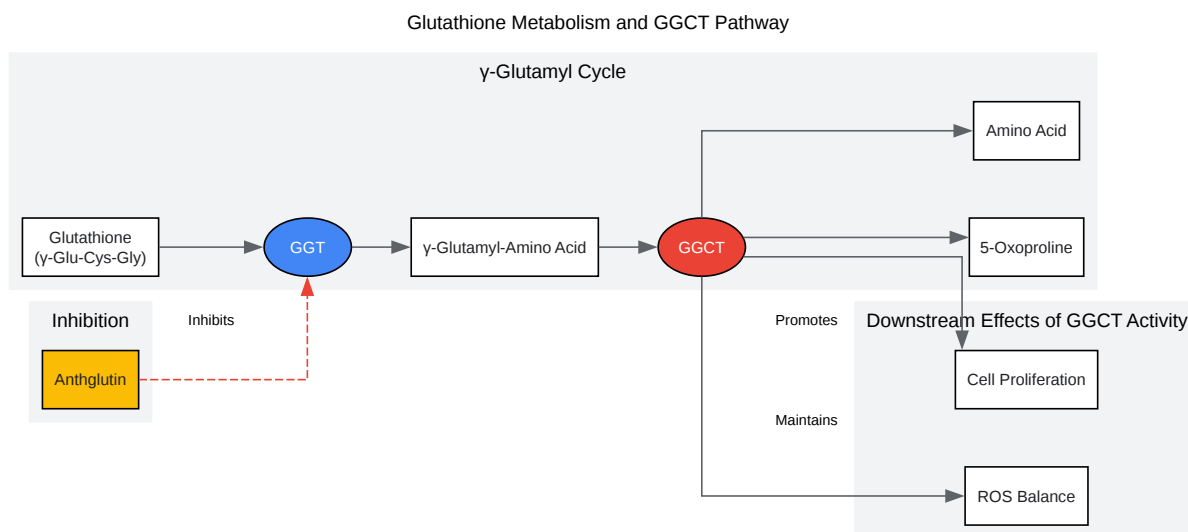 Glutathione Metabolism and GGCT Pathway
γ-Glutamyl Cycle
Amino Acid
Glutathione
(γ-Glu-Cys-Gly)
GGT
γ-Glutamyl-Amino Acid
GGCT
5-Oxoproline
Inhibition
Inhibits
Promotes
Downstream Effects of GGCT Activity
Anthglutin
Cell Proliferation
Maintains
ROS Balance